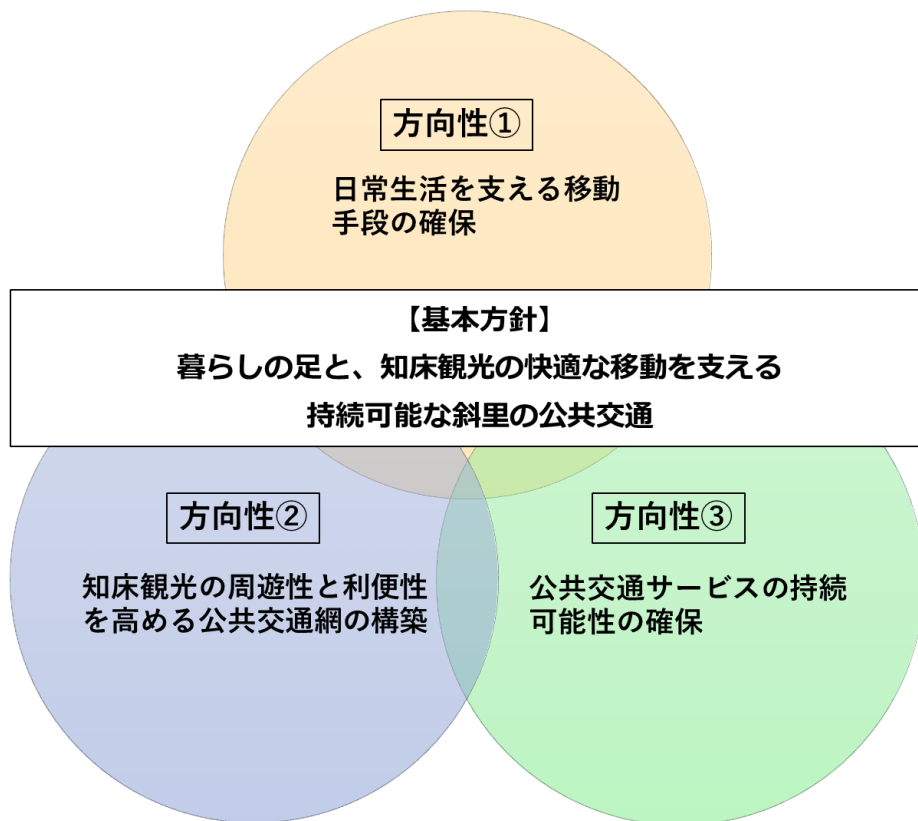 方向性①
日常生活を支える移動
手段の確保
【基本方針】
暮らしの足と、知床観光の快適な移動を支える
持続可能な斜里の公共交通
方向性②
知床観光の周遊性と利便性
を高める公共交通網の構築
方向性③
公共交通サービスの持続
可能性の確保